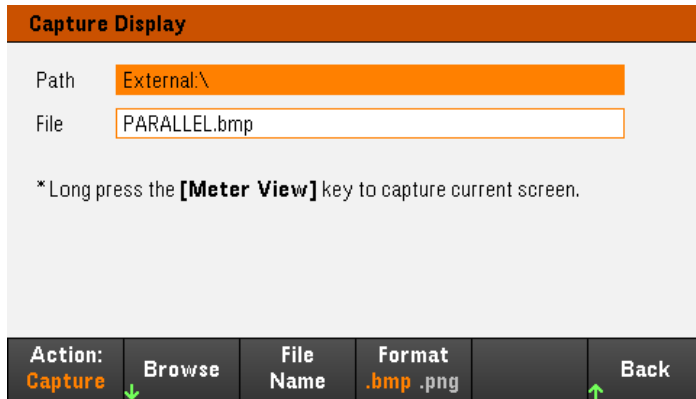 Capture Display
Path External:\
File PARALLEL.bmp
*Long press the [Meter View] key to capture current screen.
Action: Capture
Browse
File Name
Format .bmp .png
Back